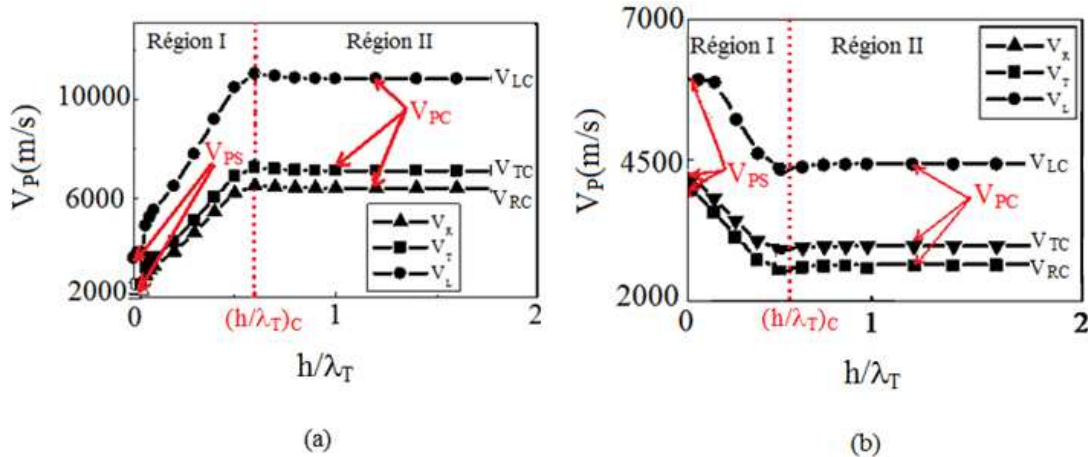 Région I
Région II
10000
6000
2000
V_P(m/s)
V_PS
V_PC
V_LC
V_TC
V_RC
V_R
V_T
V_L
0
(h/λ_T)_C
1
2
h/λ_T
(a)
7000
4500
2000
V_P(m/s)
Région I
Région II
V_R
V_T
V_L
V_PS
V_PC
V_LC
V_TC
V_RC
0
(h/λ_T)_C
1
2
h/λ_T
(b)